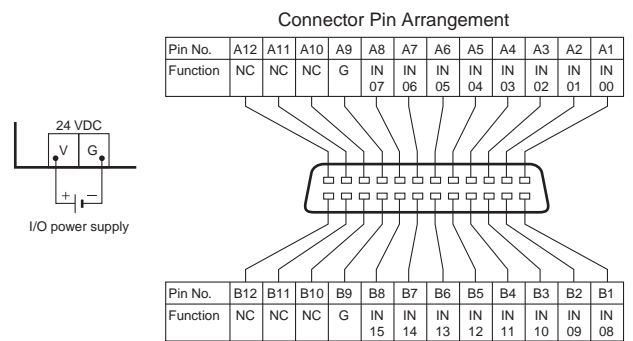 Connector Pin Arrangement
Pin No. A12 A11 A10 A9 A8 A7 A6 A5 A4 A3 A2 A1
Function NC NC NC G IN 07 IN 06 IN 05 IN 04 IN 03 IN 02 IN 01 IN 00
24 VDC
V G
+ −
I/O power supply
Pin No. B12 B11 B10 B9 B8 B7 B6 B5 B4 B3 B2 B1
Function NC NC NC G IN 15 IN 14 IN 13 IN 12 IN 11 IN 10 IN 09 IN 08